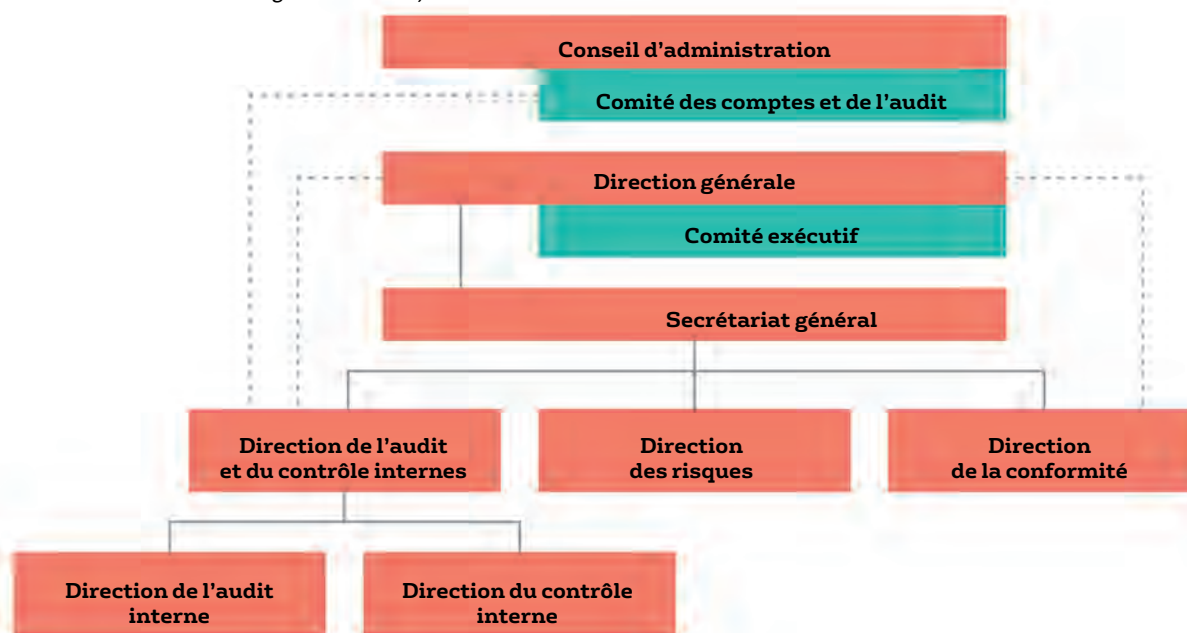 Conseil d'administration
Comité des comptes et de l'audit
Direction générale
Comité exécutif
Secrétariat général
Direction de l'audit
et du contrôle internes
Direction
des risques
Direction
de la conformité
Direction de l'audit
interne
Direction du contrôle
interne